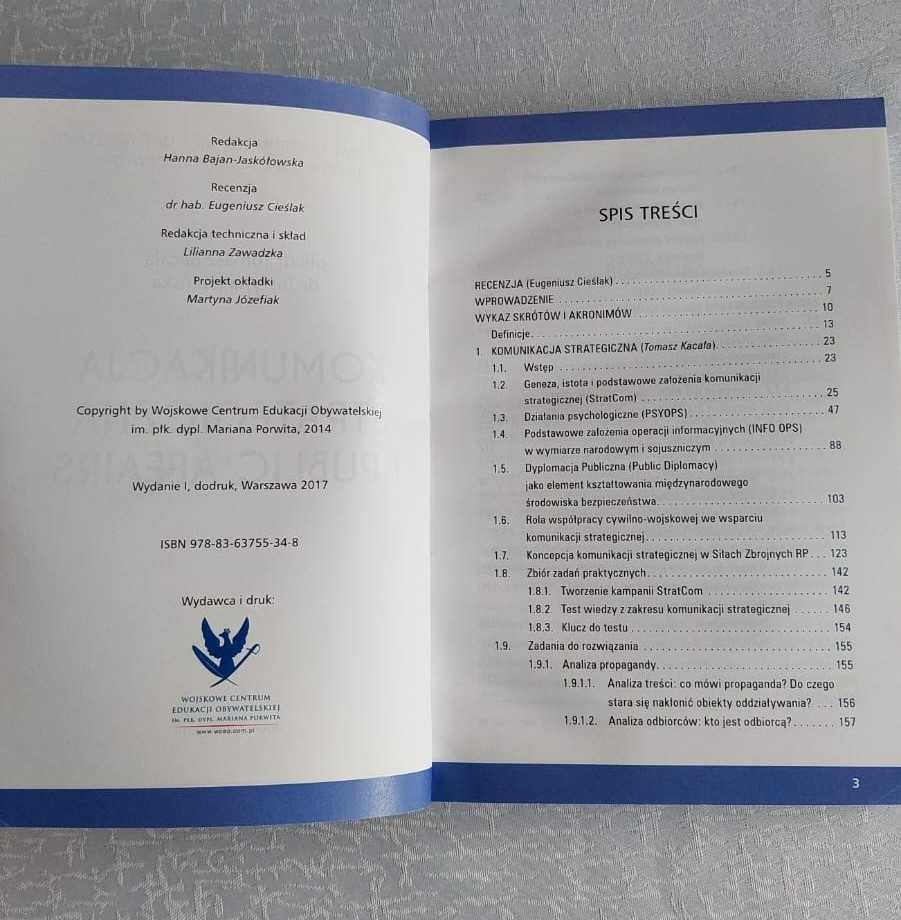 Redakcja
Hanna Bajan-Jaskółowska
Recenzja
dr hab. Eugeniusz Cieślak
Redakcja techniczna i skład
Lilianna Zawadzka
Projekt okładki
Martyna Józefiak
Copyright by Wojskowe Centrum Edukacji Obywatelskiej
im. płk. dypl. Mariana Porwita, 2014
Wydanie I, dodruk, Warszawa 2017
ISBN 978-83-63755-34-8
Wydawca i druk:
WOJSKOWE CENTRUM
EDUKACJI OBYWATELSKIEJ
IM. PŁK. DYPL. MARIANA PORWITA
www.wceo.com.pl
SPIS TREŚCI
RECENZJA (Eugeniusz Cieślak) 5
WPROWADZENIE 7
WYKAZ SKRÓTÓW I AKRONIMÓW 10
Definicje 13
1. KOMUNIKACJA STRATEGICZNA (Tomasz Kacała) 23
1.1. Wstęp 23
1.2. Geneza, istota i podstawowe założenia komunikacji
strategicznej (StratCom) 25
1.3. Działania psychologiczne (PSYOPS) 47
1.4. Podstawowe założenia operacji informacyjnych (INFO OPS)
w wymiarze narodowym i sojuszniczym 88
1.5. Dyplomacja Publiczna (Public Diplomacy)
jako element kształtowania międzynarodowego
środowiska bezpieczeństwa 103
1.6. Rola współpracy cywilno-wojskowej we wsparciu
komunikacji strategicznej 113
1.7. Koncepcja komunikacji strategicznej w Siłach Zbrojnych RP 123
1.8. Zbiór zadań praktycznych 142
1.8.1. Tworzenie kampanii StratCom 142
1.8.2 Test wiedzy z zakresu komunikacji strategicznej 146
1.8.3. Klucz do testu 154
1.9. Zadania do rozwiązania 155
1.9.1. Analiza propagandy 155
1.9.1.1. Analiza treści: co mówi propaganda? Do czego
stara się nakłonić obiekty oddziaływania? 156
1.9.1.2. Analiza odbiorców: kto jest odbiorcą? 157
3